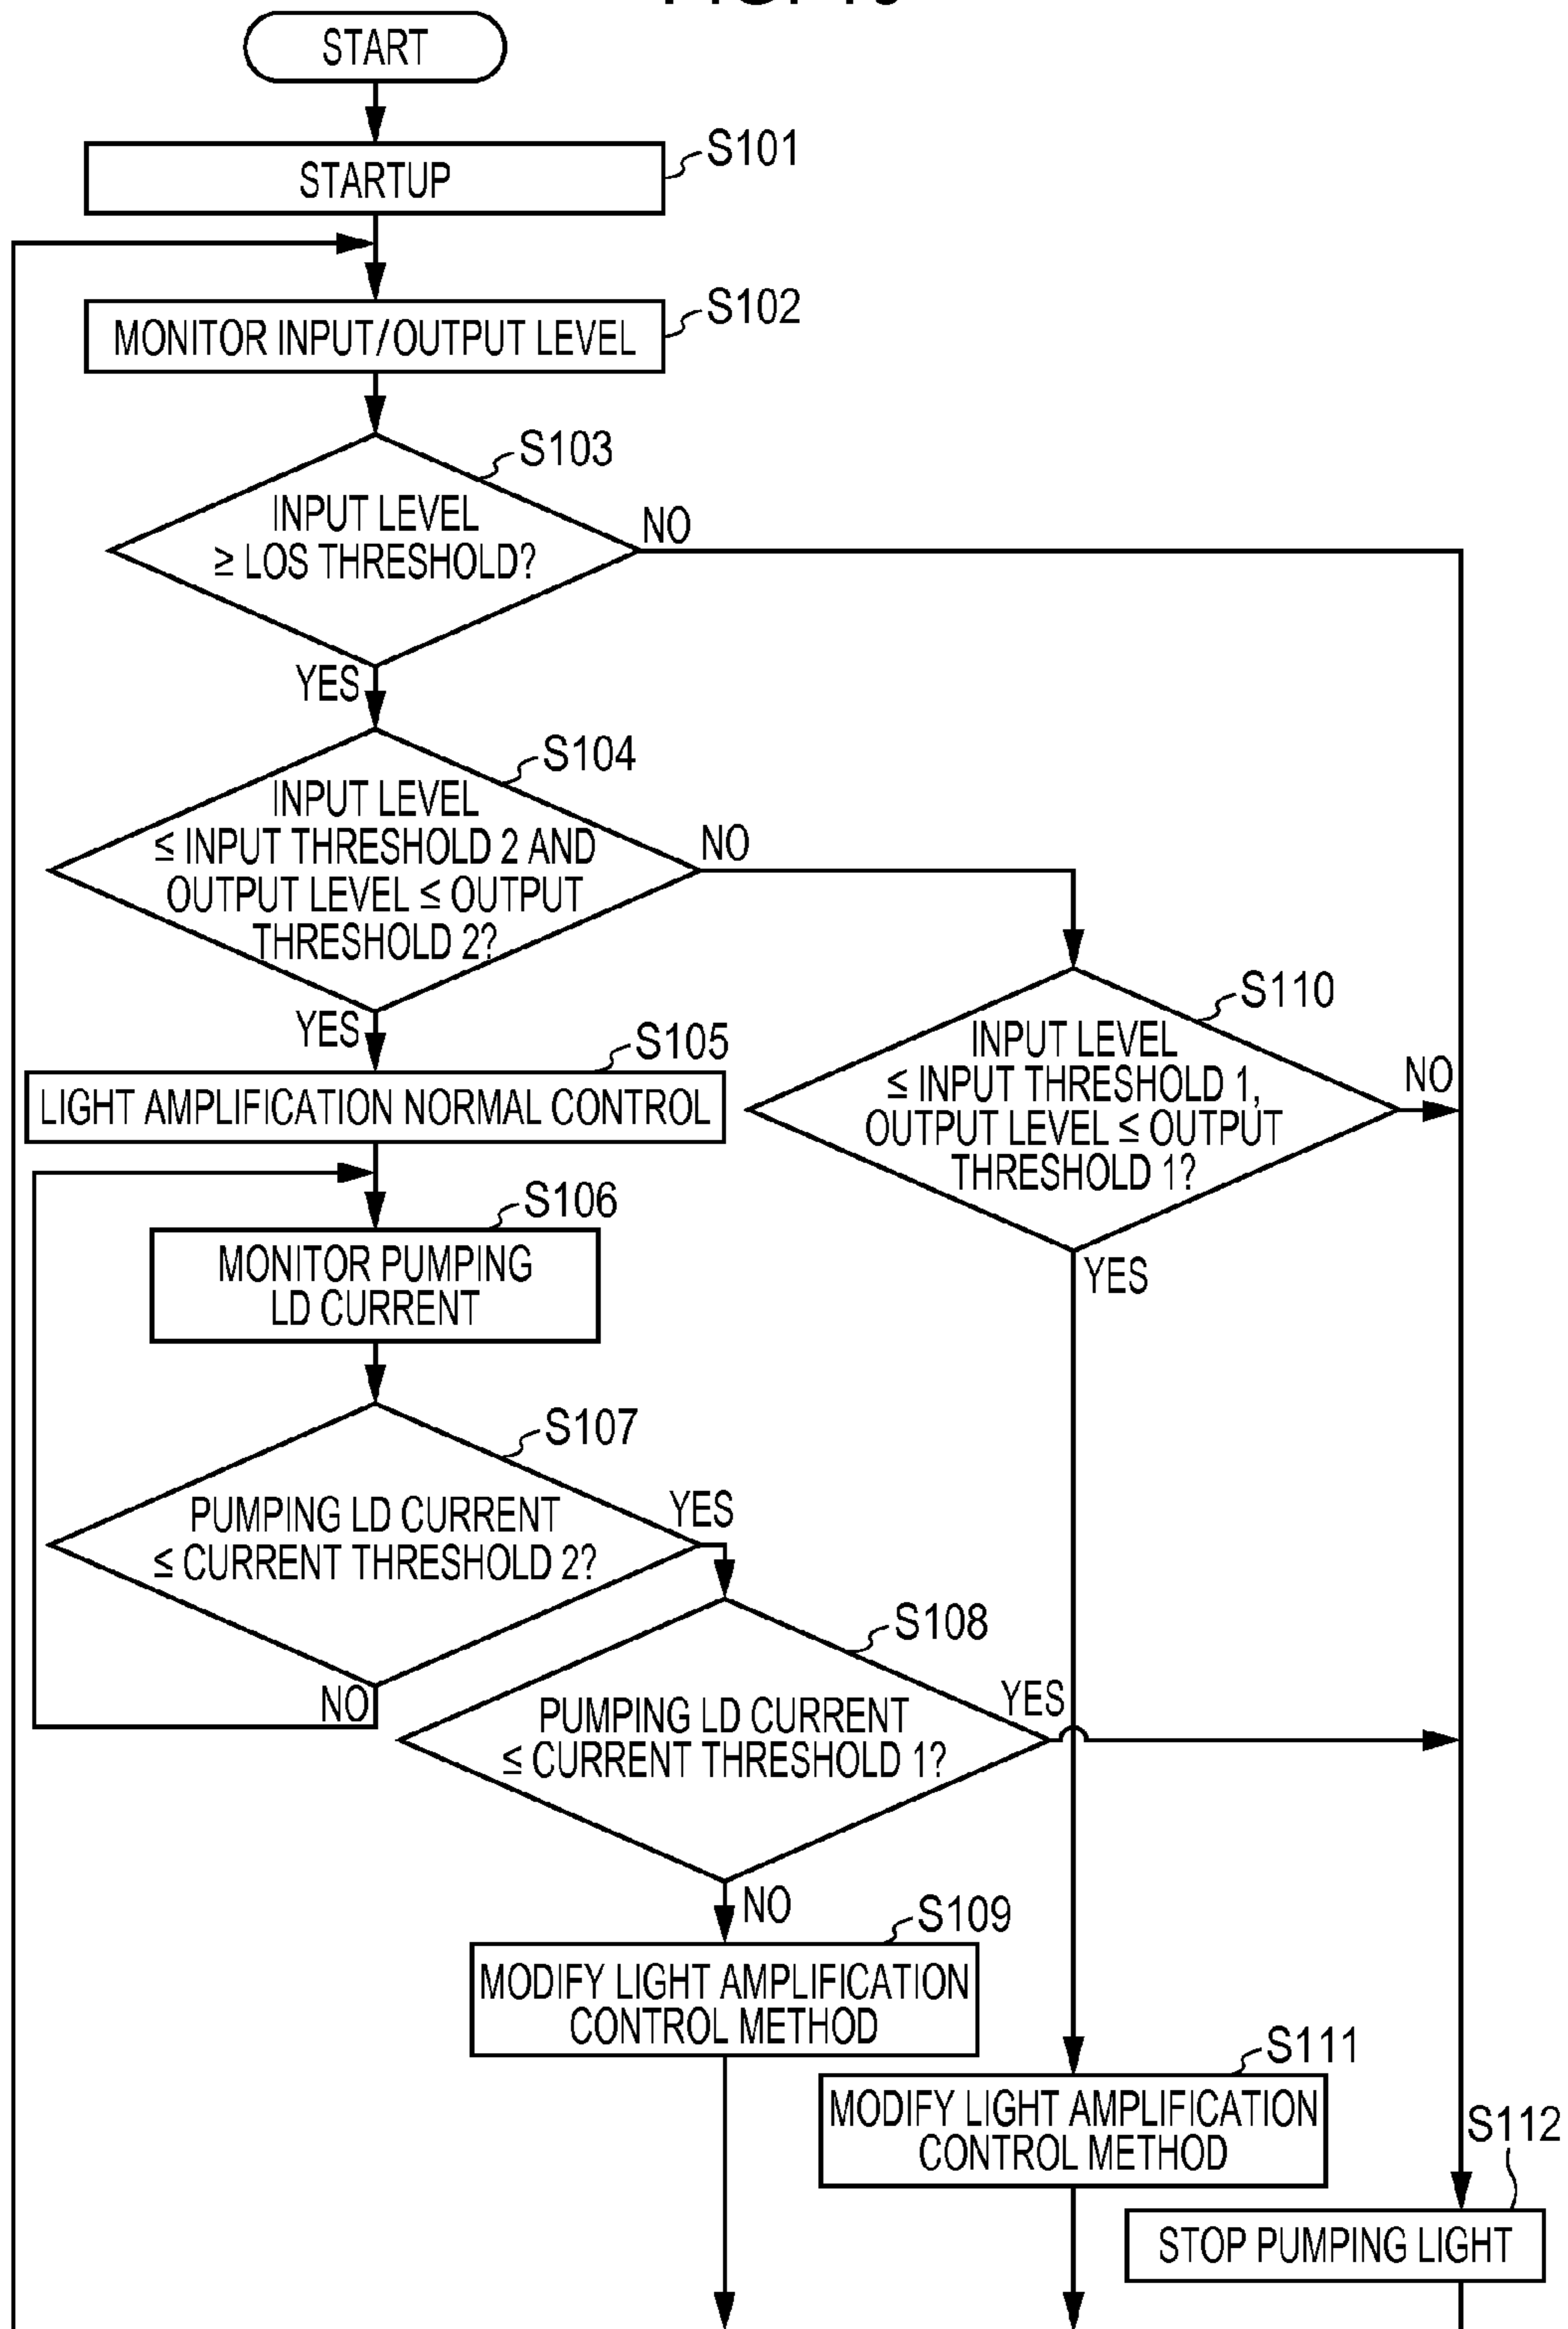 START
STARTUP
S101
MONITOR INPUT/OUTPUT LEVEL
S102
S103
INPUT LEVEL
≥ LOS THRESHOLD?
NO
YES
S104
INPUT LEVEL
≤ INPUT THRESHOLD 2 AND
OUTPUT LEVEL ≤ OUTPUT
THRESHOLD 2?
NO
YES
S105
LIGHT AMPLIFICATION NORMAL CONTROL
S110
INPUT LEVEL
≤ INPUT THRESHOLD 1,
OUTPUT LEVEL ≤ OUTPUT
THRESHOLD 1?
NO
YES
S106
MONITOR PUMPING
LD CURRENT
S107
PUMPING LD CURRENT
≤ CURRENT THRESHOLD 2?
YES
NO
S108
PUMPING LD CURRENT
≤ CURRENT THRESHOLD 1?
YES
NO
S109
MODIFY LIGHT AMPLIFICATION
CONTROL METHOD
S111
MODIFY LIGHT AMPLIFICATION
CONTROL METHOD
S112
STOP PUMPING LIGHT